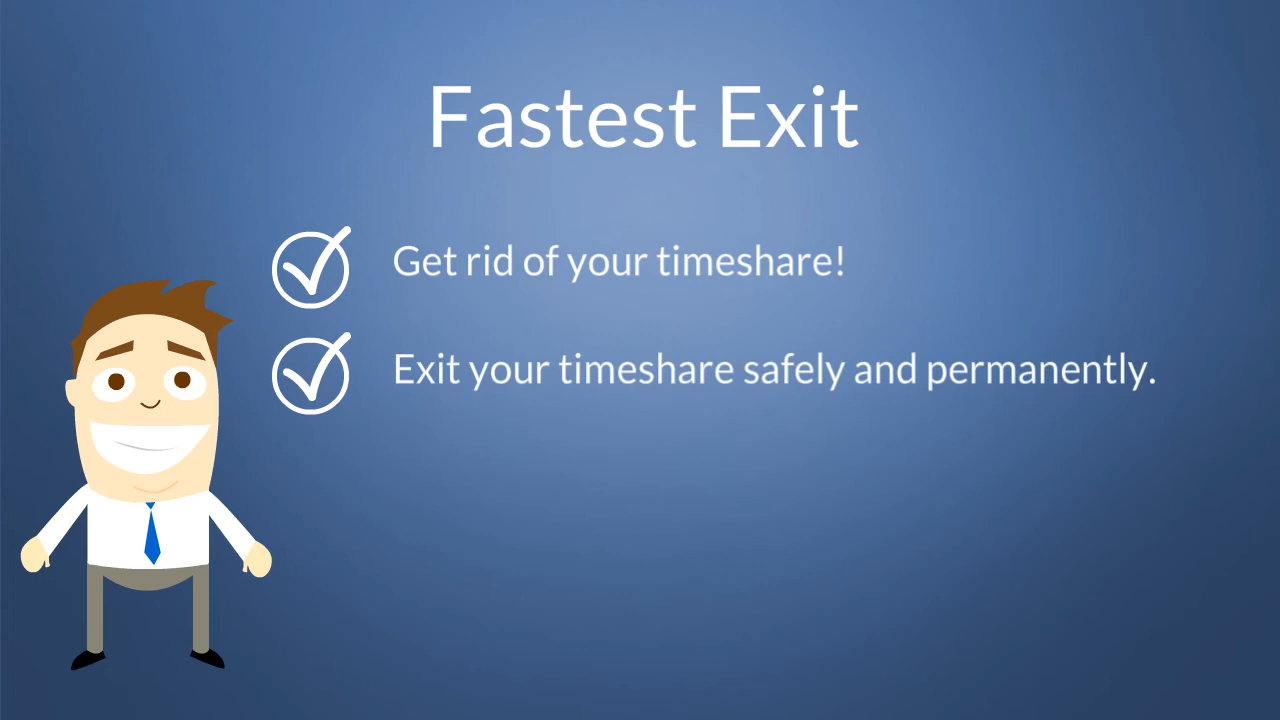 Fastest Exit
Get rid of your timeshare!
Exit your timeshare safely and permanently.